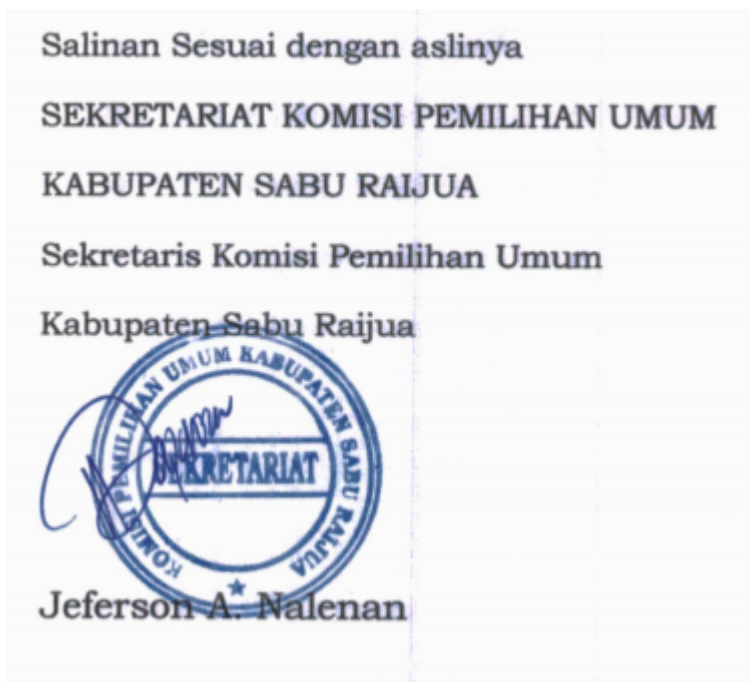 Salinan Sesuai dengan aslinya
SEKRETARIAT KOMISI PEMILIHAN UMUM
KABUPATEN SABU RAIJUA
Sekretaris Komisi Pemilihan Umum
Kabupaten Sabu Raijua
KOMISI PEMILIHAN UMUM KABUPATEN SABU RAIJUA
SEKRETARIAT
Jeferson A. Nalenan